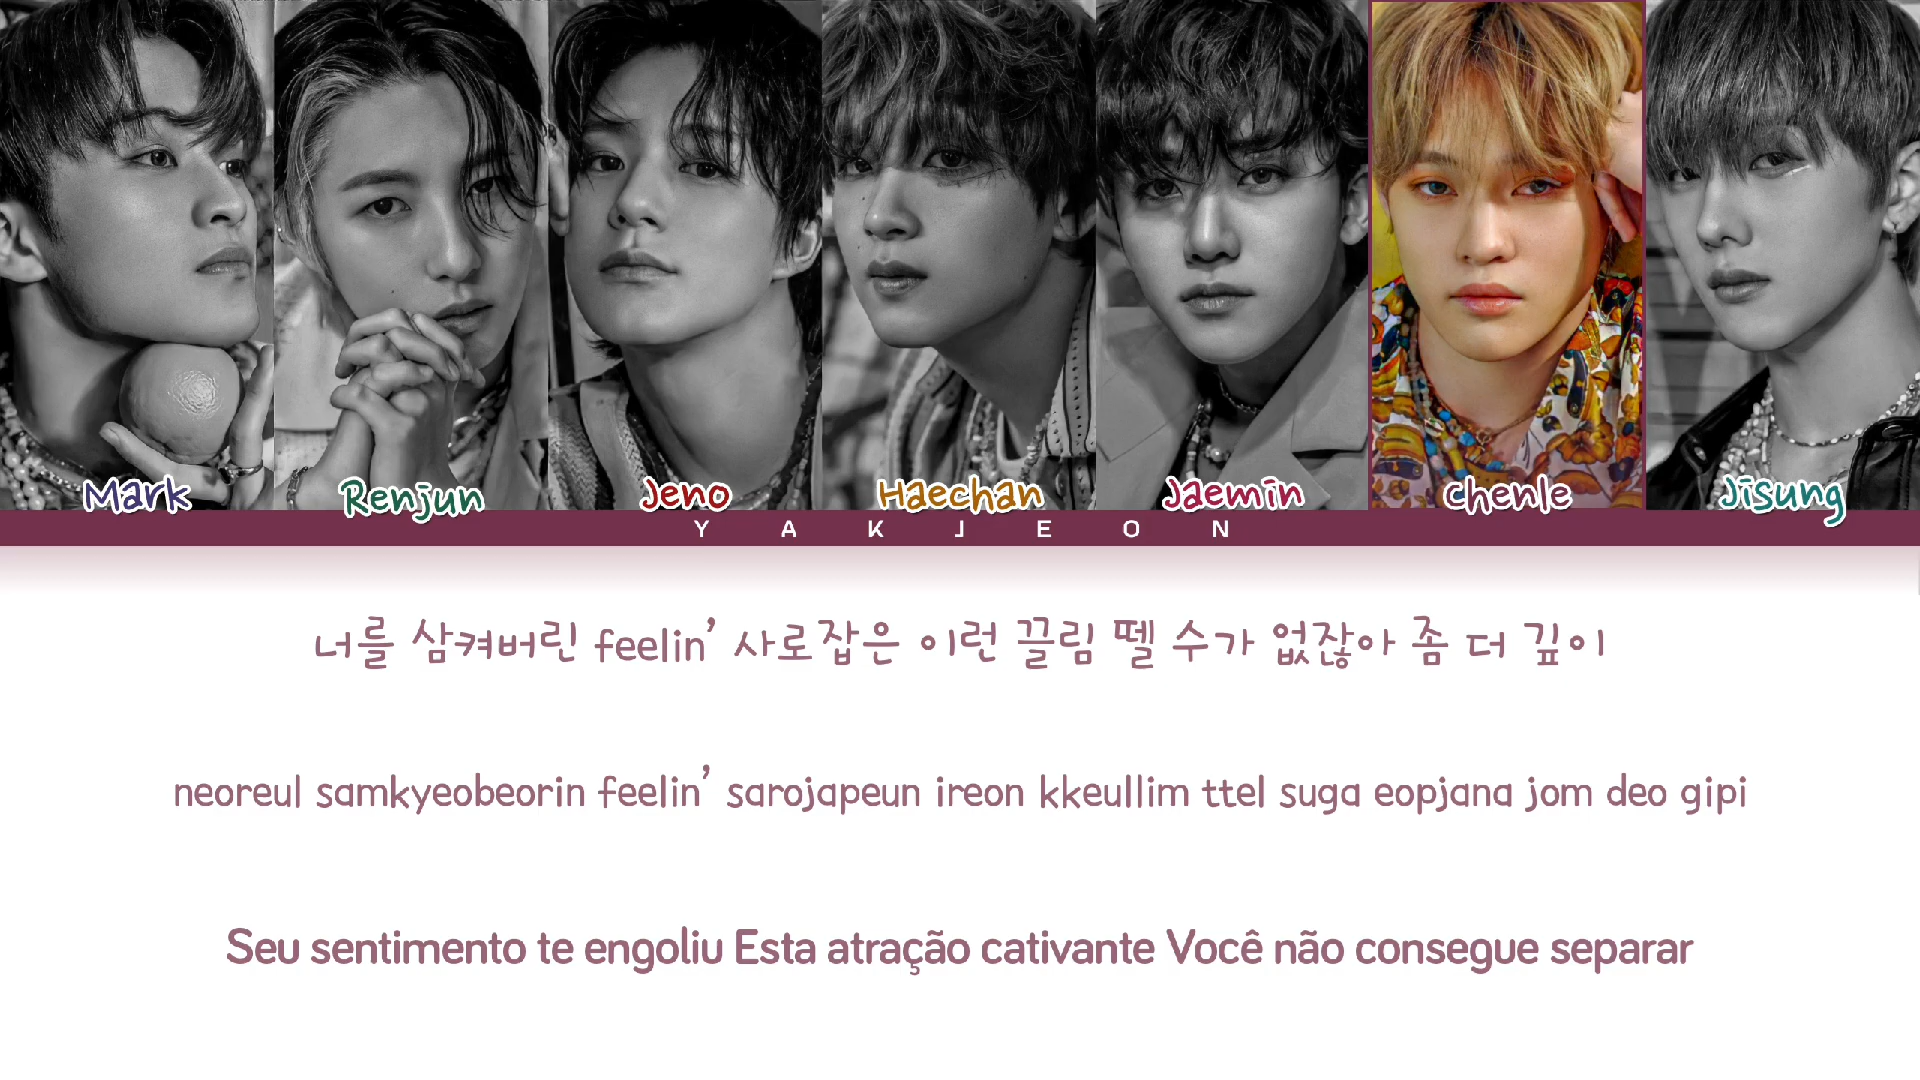 Mark Renjun Jeno Haechan Jaemin Chenle Jisung
YAKJEON
너를 삼켜버린 feelin’ 사로잡은 이런 끌림 뗄 수가 없잖아 좀 더 깊이
neoreul samkyeobeorin feelin’ sarojapeun ireon kkeullim ttel suga eopjana jom deo gipi
Seu sentimento te engoliu Esta atração cativante Você não consegue separar